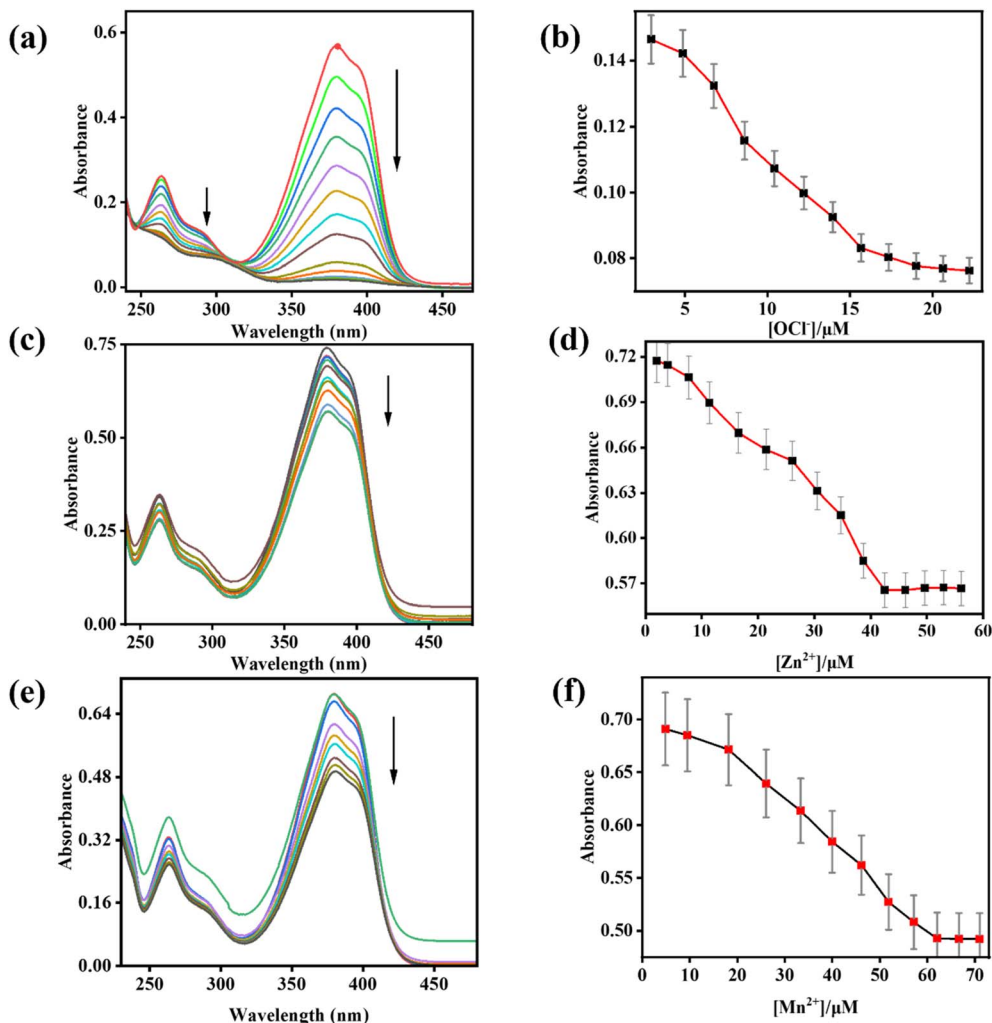 (a)
Absorbance
0.6
0.4
0.2
0.0
250 300 350 400 450
Wavelength (nm)
(b)
Absorbance
0.14
0.12
0.10
0.08
5 10 15 20
[OCl⁻]/μM
(c)
Absorbance
0.75
0.50
0.25
0.00
250 300 350 400 450
Wavelength (nm)
(d)
Absorbance
0.72
0.69
0.66
0.63
0.60
0.57
0 10 20 30 40 50 60
[Zn²⁺]/μM
(e)
Absorbance
0.64
0.48
0.32
0.16
0.00
250 300 350 400 450
Wavelength (nm)
(f)
Absorbance
0.70
0.65
0.60
0.55
0.50
0 10 20 30 40 50 60 70
[Mn²⁺]/μM